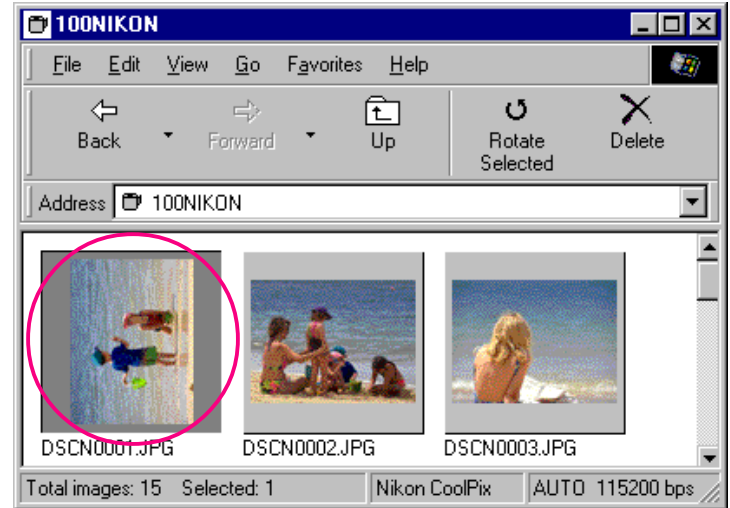 100NIKON
File Edit View Go Favorites Help
Back Forward Up Rotate Selected Delete
Address 100NIKON
DSCN0001.JPG DSCN0002.JPG DSCN0003.JPG
Total images: 15 Selected: 1 Nikon CoolPix AUTO 115200 bps